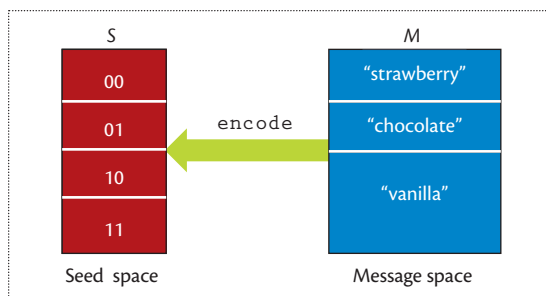 S
M
00
01
10
11
encode
“strawberry”
“chocolate”
“vanilla”
Seed space
Message space